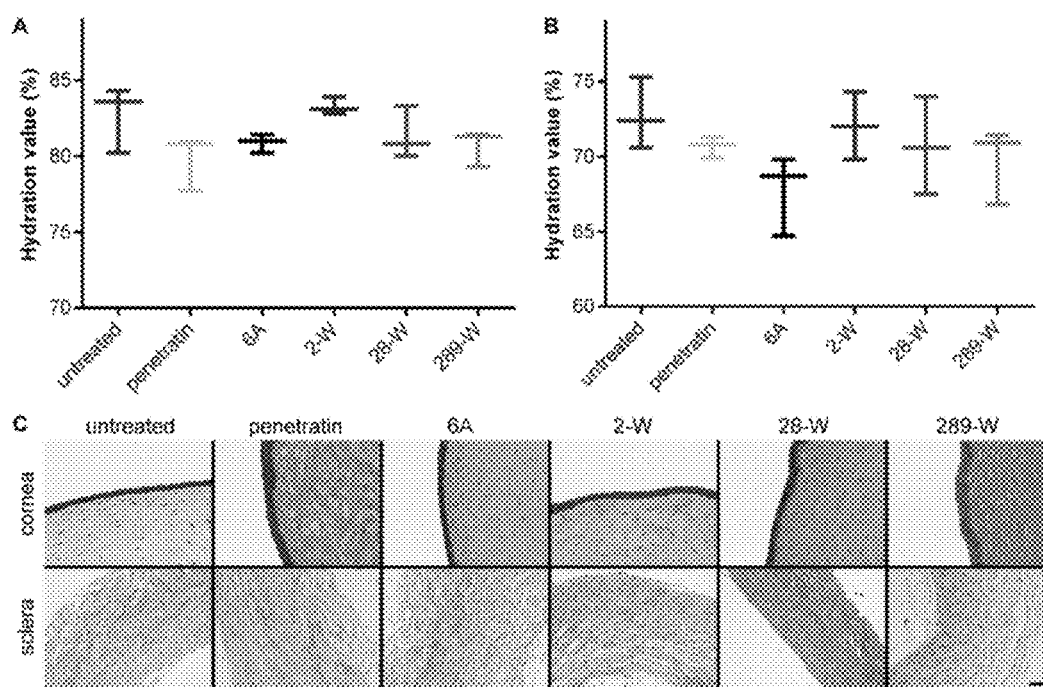 A
Hydration value (%)
85
80
75
70
untreated
penetratin
6A
2-W
28-W
289-W
B
Hydration value (%)
75
70
65
60
untreated
penetratin
6A
2-W
28-W
289-W
C
untreated penetratin 6A 2-W 28-W 289-W
cornea
sclera